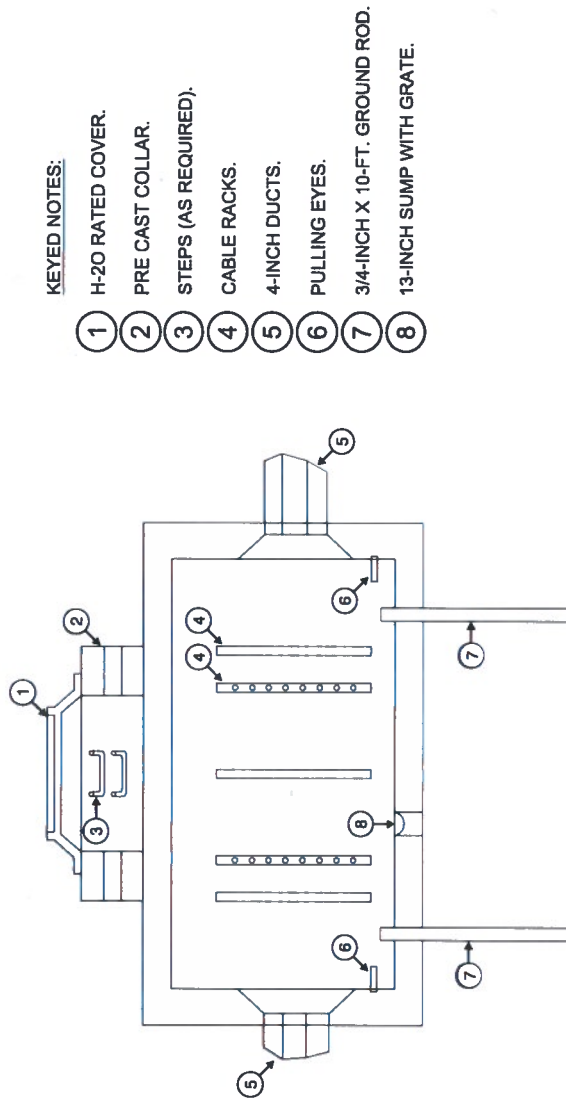 KEYED NOTES:
1 H-2O RATED COVER.
2 PRE CAST COLLAR.
3 STEPS (AS REQUIRED).
4 CABLE RACKS.
5 4-INCH DUCTS.
6 PULLING EYES.
7 3/4-INCH X 10-FT. GROUND ROD.
8 13-INCH SUMP WITH GRATE.
1
2
3
4
4
5
5
6
6
7
7
8